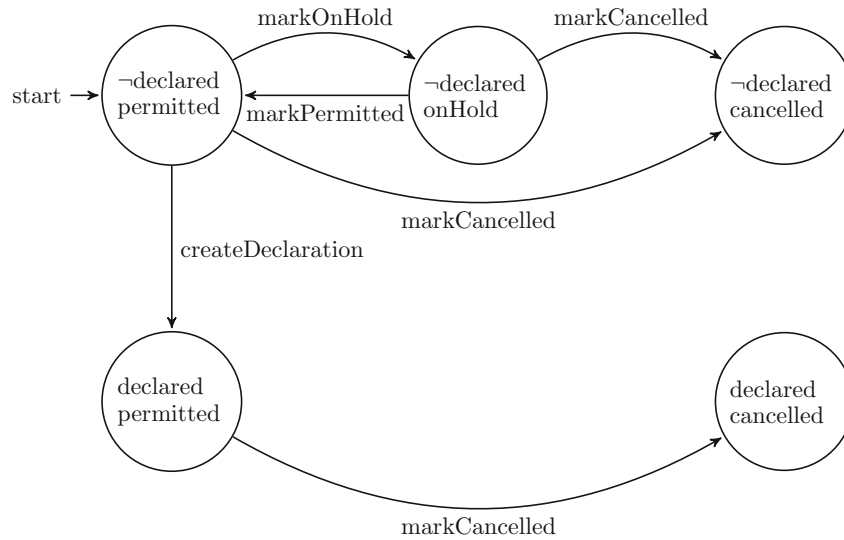 markOnHold
markCancelled
start
¬declared
permitted
¬declared
onHold
¬declared
cancelled
markPermitted
markCancelled
createDeclaration
declared
permitted
declared
cancelled
markCancelled